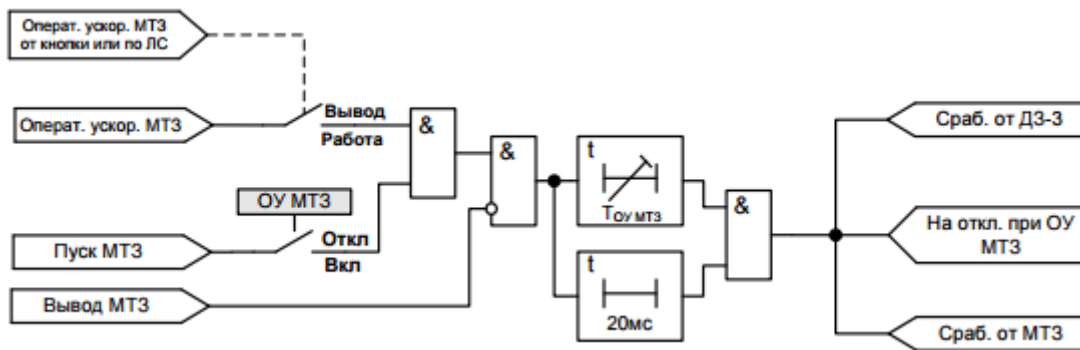 Операт. ускор. МТЗ
от кнопки или по ЛС
Операт. ускор. МТЗ
Вывод
Работа
&
&
ОУ МТЗ
Пуск МТЗ
Откл
Вкл
Вывод МТЗ
t
TОУ МТЗ
t
20мс
&
Сраб. от ДЗ-3
На откл. при ОУ
МТЗ
Сраб. от МТЗ